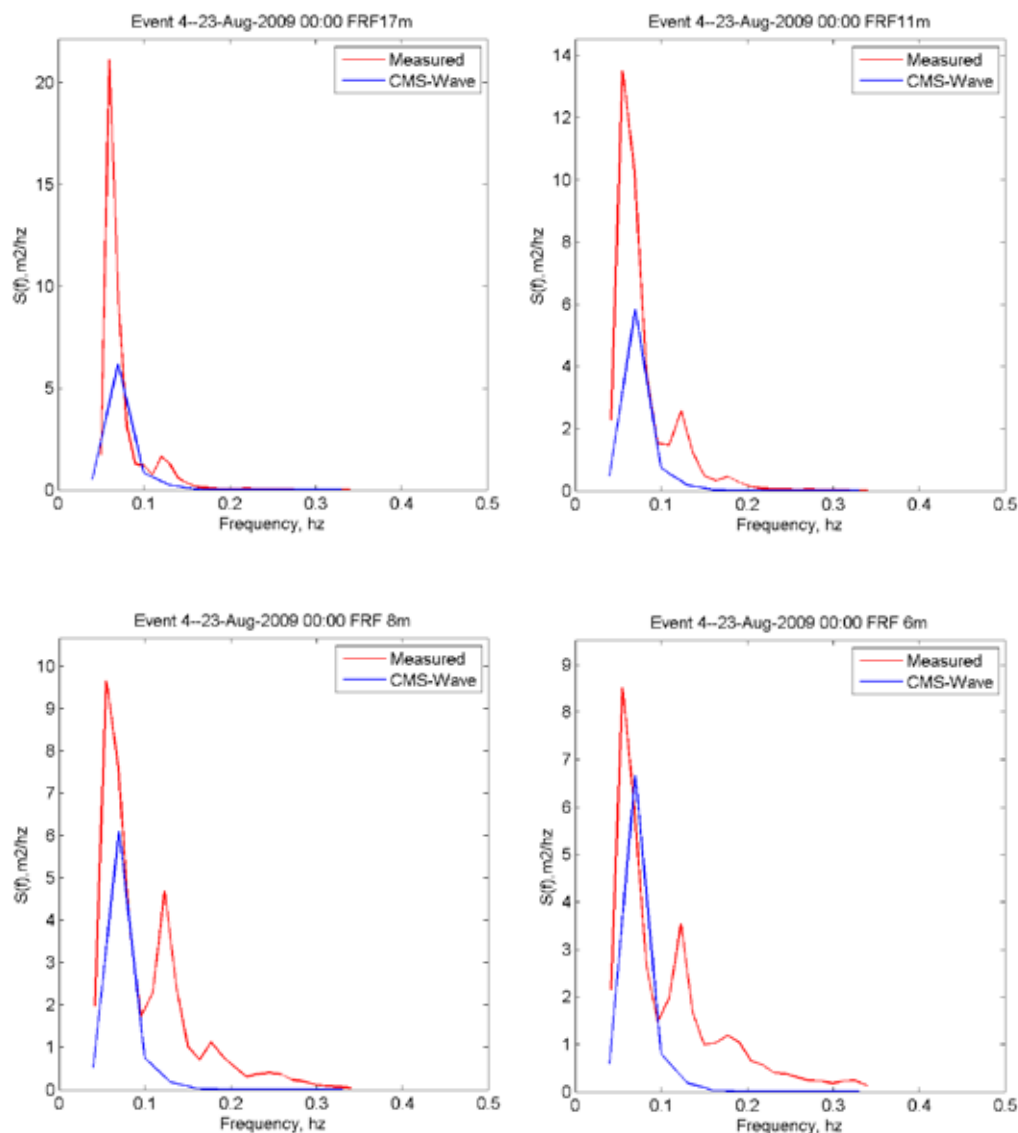 Event 4--23-Aug-2009 00:00 FRF17m
Measured
CMS-Wave
20
15
10
5
0
S(f),m2/hz
0 0.1 0.2 0.3 0.4 0.5
Frequency, hz
Event 4--23-Aug-2009 00:00 FRF11m
Measured
CMS-Wave
14
12
10
8
6
4
2
0
S(f),m2/hz
0 0.1 0.2 0.3 0.4 0.5
Frequency, hz
Event 4--23-Aug-2009 00:00 FRF 8m
Measured
CMS-Wave
10
9
8
7
6
5
4
3
2
1
0
S(f),m2/hz
0 0.1 0.2 0.3 0.4 0.5
Frequency, hz
Event 4--23-Aug-2009 00:00 FRF 6m
Measured
CMS-Wave
9
8
7
6
5
4
3
2
1
0
S(f),m2/hz
0 0.1 0.2 0.3 0.4 0.5
Frequency, hz